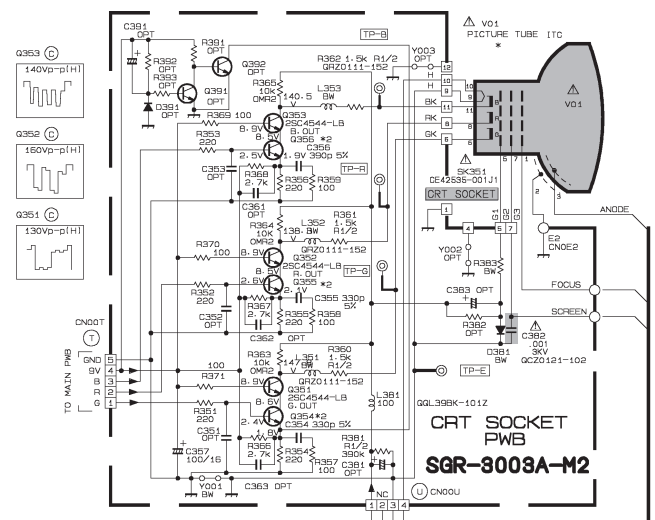 C391
OPT
R391
OPT
TP-B
Y003
OPT
V01
PICTURE TUBE ITC
*
Q353 C
140Vp-p[H]
R392
OPT
R393
OPT
Q392
OPT
R362 1.5k R1/2
QRZ0111-152
12
H 10
H 9
BK 11
RK 8
GK 6
V01
Q391
OPT
D391
OPT
R365
10k
OMR2
140.5
V
L353
BW
R369 100
R353
220
8.9V
8.5V
Q353
2SC4544-LB
B.OUT
Q356 *2
Q352 C
160Vp-p[H]
2.5V
1.9V
C356
390p 5%
TP-R
C353
OPT
R368
2.7k
R356
220
R359
100
SK351
CE42536-001J1
CRT SOCKET
C361
OPT
R364
10k
OMR2
138.
V
L352
BW
R361
1.5k
R1/2
QRZ0111-152
Q351 C
130Vp-p[H]
R370
100
8.9V
8.5V
Q352
2SC4544-LB
R.OUT
Q355 *2
TP-G
1
4 5 7
G1
G2
G3
ANODE
E2
CN0E2
Y002
OPT
R383
BW
R352
220
2.6V
2.1V
C355 330p
5%
C352
OPT
R367
2.7k
R355
220
R358
100
C383 OPT
FOCUS
SCREEN
R382
OPT
D381
BW
C382
.001
3KV
QCZ0121-102
CN00T
T
TO MAIN PWB
GND 5
9V 4
B 3
R 2
G 1
C362 OPT
R363
10k
OMR2
L351
BW
R360
1.5k
R1/2
QRZ0111-152
100
R371
8.9V
8.6V
Q351
2SC4544-LB
G.OUT
Q354*2
TP-E
L381
100
QGL39BK-101Z
R351
220
2.4V
1.8V
C354 330p 5%
C351
OPT
R366
2.7k
R354
220
R357
100
R381
R1/2
390k
C381
OPT
CRT SOCKET
PWB
SGR-3003A-M2
C357
100/16
Y001
BW
C363 OPT
NC
U CN00U
1 2 3 4